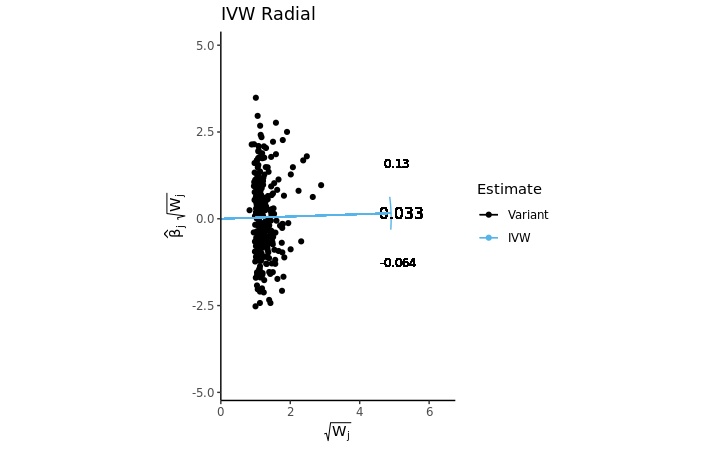 IVW Radial
5.0
2.5
0.0
-2.5
-5.0
β̂j √Wj
0.13
0.033
-0.064
0 2 4 6
√Wj
Estimate
Variant
IVW